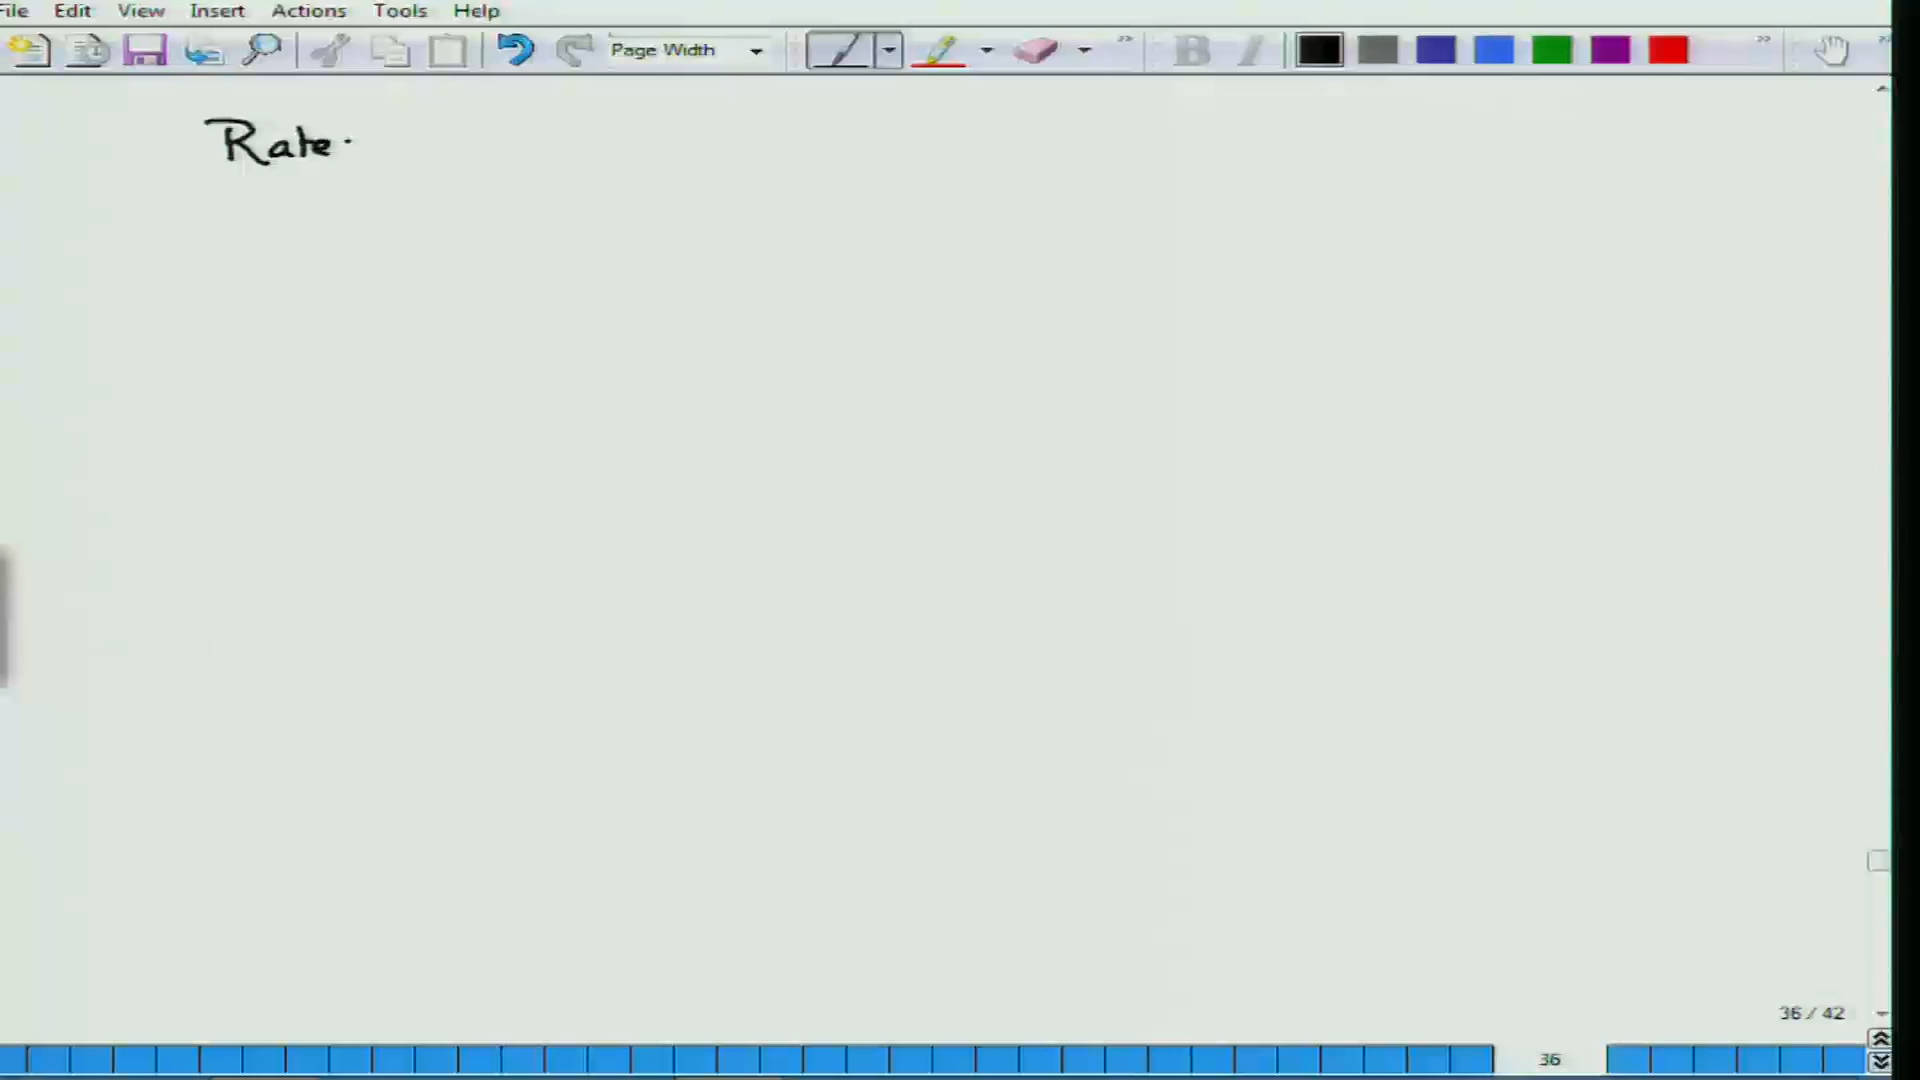 File Edit View Insert Actions Tools Help
Page Width B I
Rate.
36 / 42
36